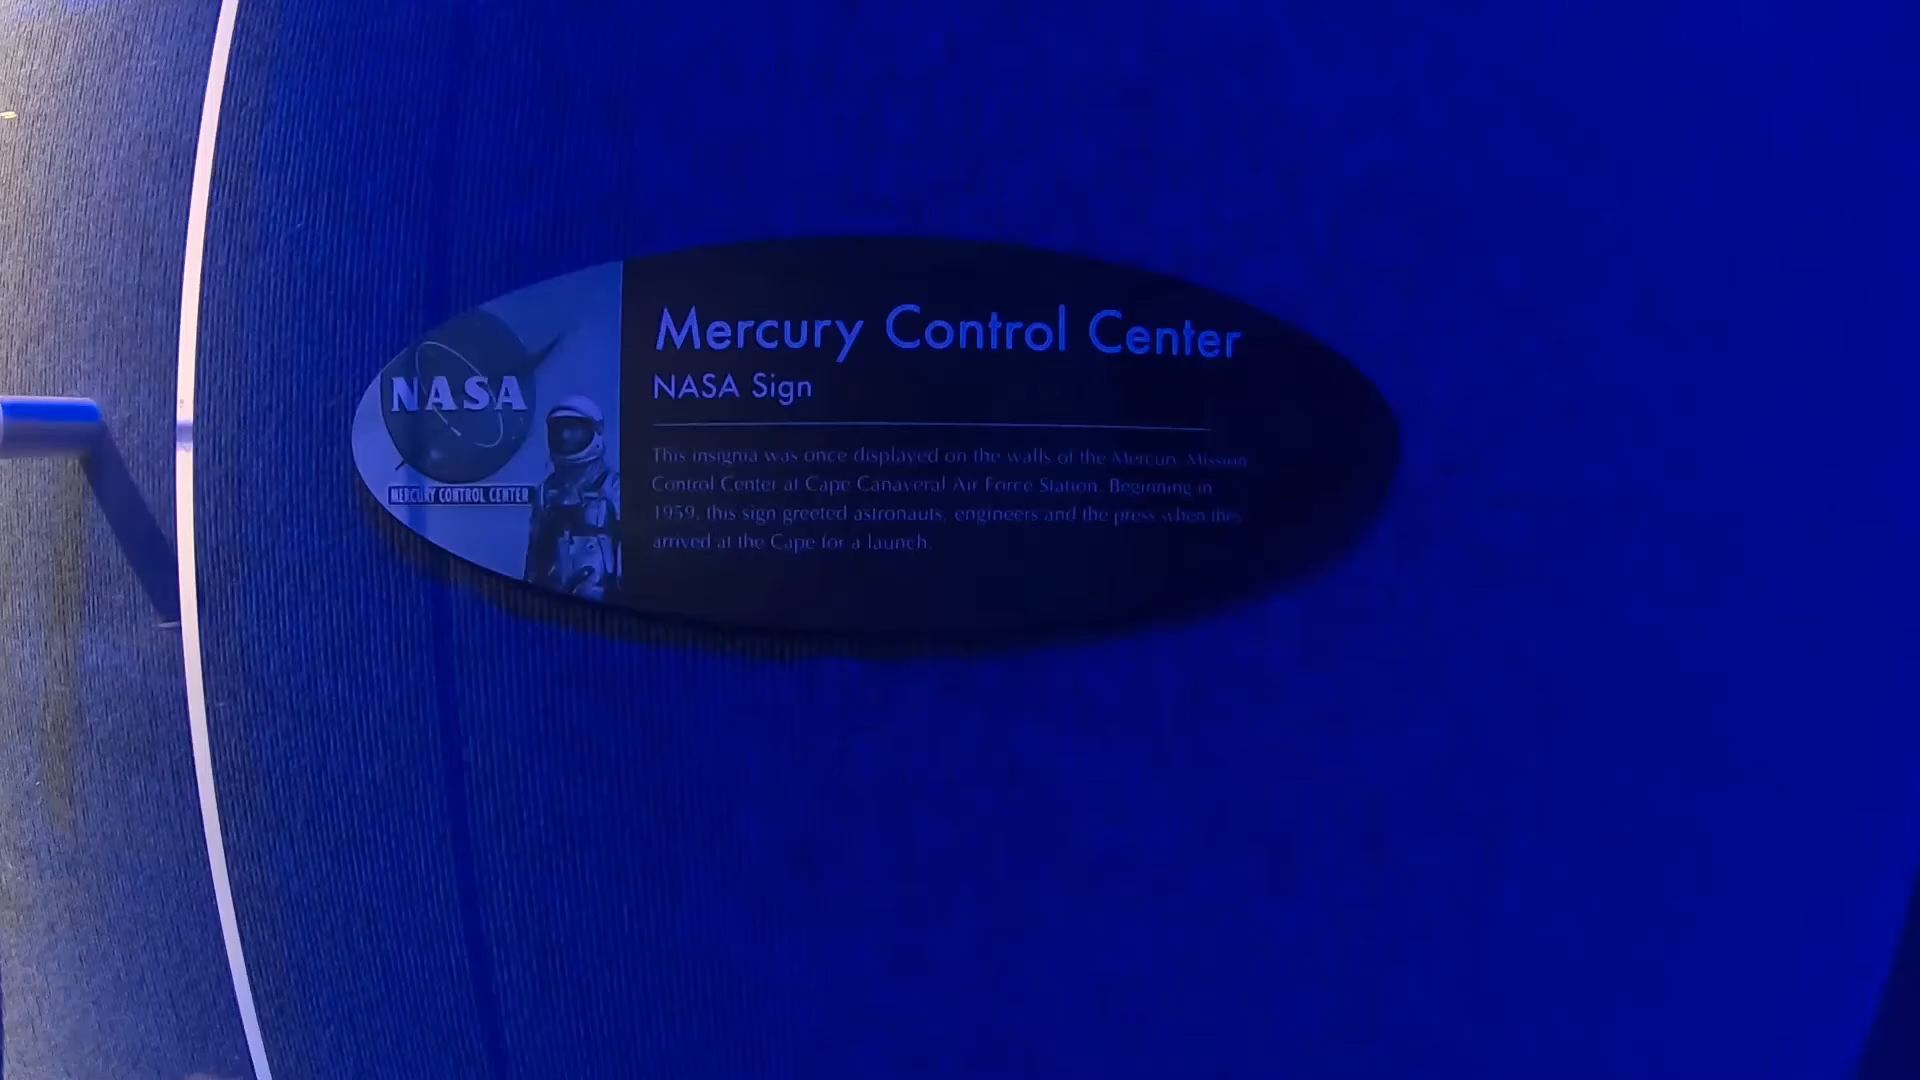 NASA
MERCURY CONTROL CENTER
Mercury Control Center
NASA Sign
This insignia was once displayed on the walls of the Mercury Mission
Control Center at Cape Canaveral Air Force Station. Beginning in
1959, this sign greeted astronauts, engineers and the press when they
arrived at the Cape for a launch.